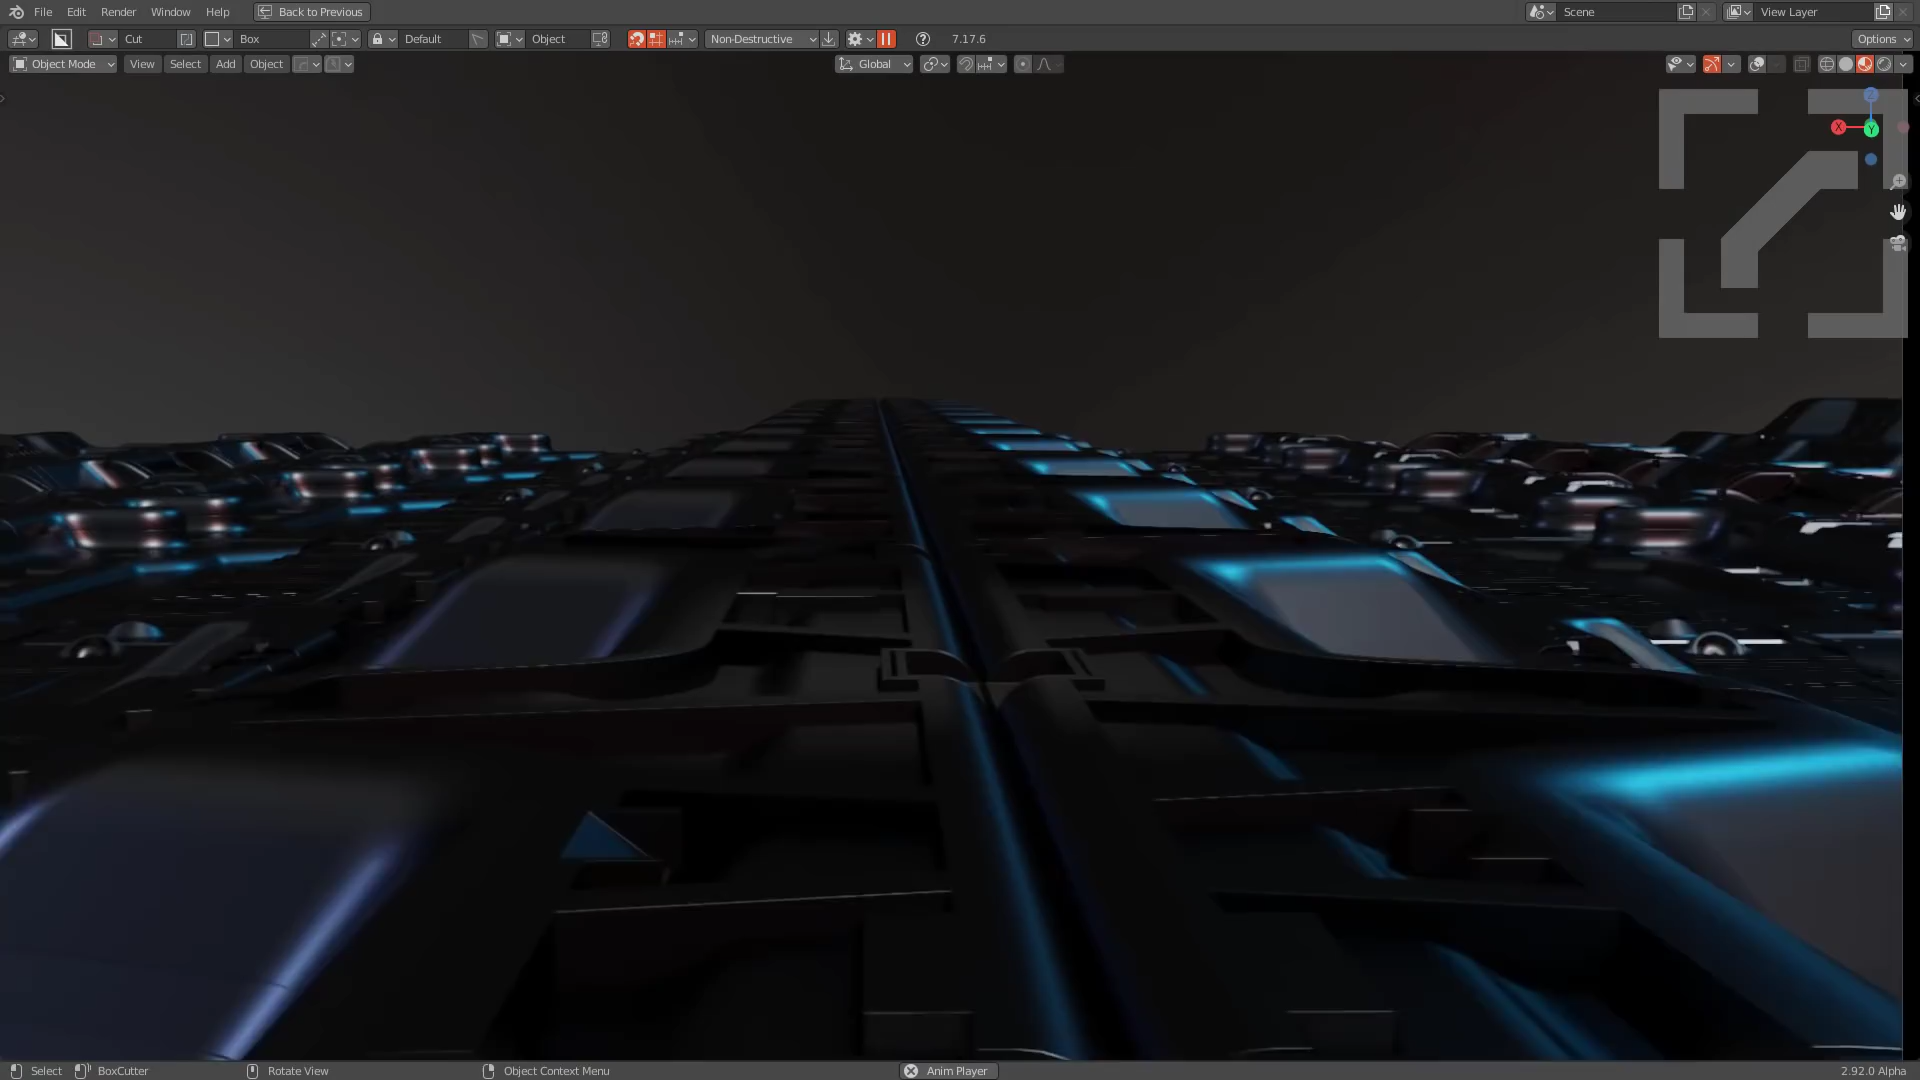 File Edit Render Window Help Back to Previous Scene View Layer
Cut Box Default Object Non-Destructive 7.17.6 Options
Object Mode View Select Add Object Global
Z
X
Y
Select BoxCutter Rotate View Object Context Menu Anim Player 2.92.0 Alpha